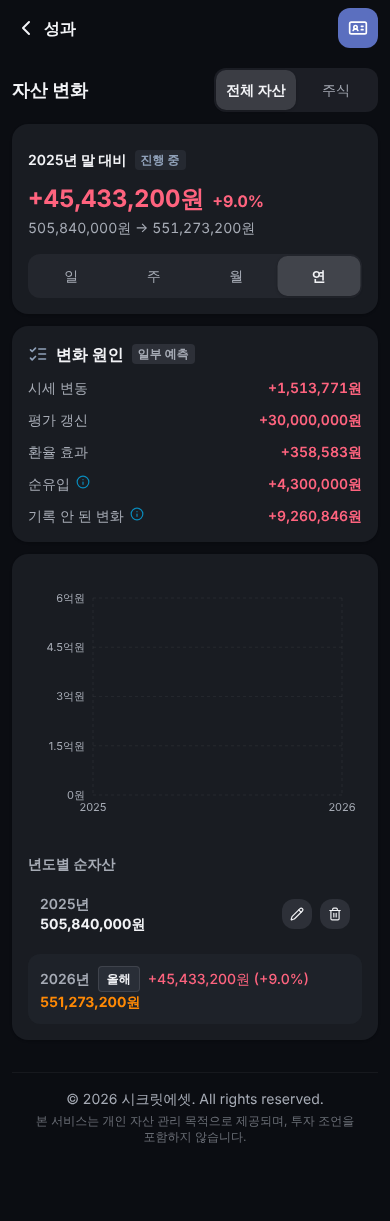 성과
자산 변화
전체 자산
주식
2025년 말 대비 진행 중
+45,433,200원 +9.0%
505,840,000원 → 551,273,200원
일 주 월 연
변화 원인 일부 예측
시세 변동 +1,513,771원
평가 갱신 +30,000,000원
환율 효과 +358,583원
순유입 +4,300,000원
기록 안 된 변화 +9,260,846원
6억원
4.5억원
3억원
1.5억원
0원
2025 2026
년도별 순자산
2025년
505,840,000원
2026년 올해 +45,433,200원 (+9.0%)
551,273,200원
© 2026 시크릿에셋. All rights reserved.
본 서비스는 개인 자산 관리 목적으로 제공되며, 투자 조언을
포함하지 않습니다.